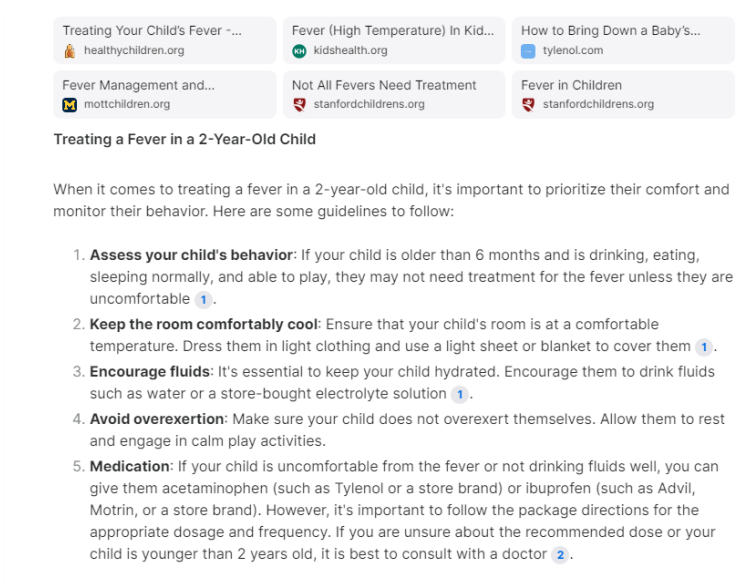 Treating Your Child's Fever -...
healthychildren.org
Fever (High Temperature) In Kid...
KH kidshealth.org
How to Bring Down a Baby's...
tylenol.com
Fever Management and...
M mottchildren.org
Not All Fevers Need Treatment
stanfordchildrens.org
Fever in Children
stanfordchildrens.org
Treating a Fever in a 2-Year-Old Child
When it comes to treating a fever in a 2-year-old child, it's important to prioritize their comfort and
monitor their behavior. Here are some guidelines to follow:
1. Assess your child's behavior: If your child is older than 6 months and is drinking, eating,
sleeping normally, and able to play, they may not need treatment for the fever unless they are
uncomfortable 1.
2. Keep the room comfortably cool: Ensure that your child's room is at a comfortable
temperature. Dress them in light clothing and use a light sheet or blanket to cover them 1.
3. Encourage fluids: It's essential to keep your child hydrated. Encourage them to drink fluids
such as water or a store-bought electrolyte solution 1.
4. Avoid overexertion: Make sure your child does not overexert themselves. Allow them to rest
and engage in calm play activities.
5. Medication: If your child is uncomfortable from the fever or not drinking fluids well, you can
give them acetaminophen (such as Tylenol or a store brand) or ibuprofen (such as Advil,
Motrin, or a store brand). However, it's important to follow the package directions for the
appropriate dosage and frequency. If you are unsure about the recommended dose or your
child is younger than 2 years old, it is best to consult with a doctor 2.